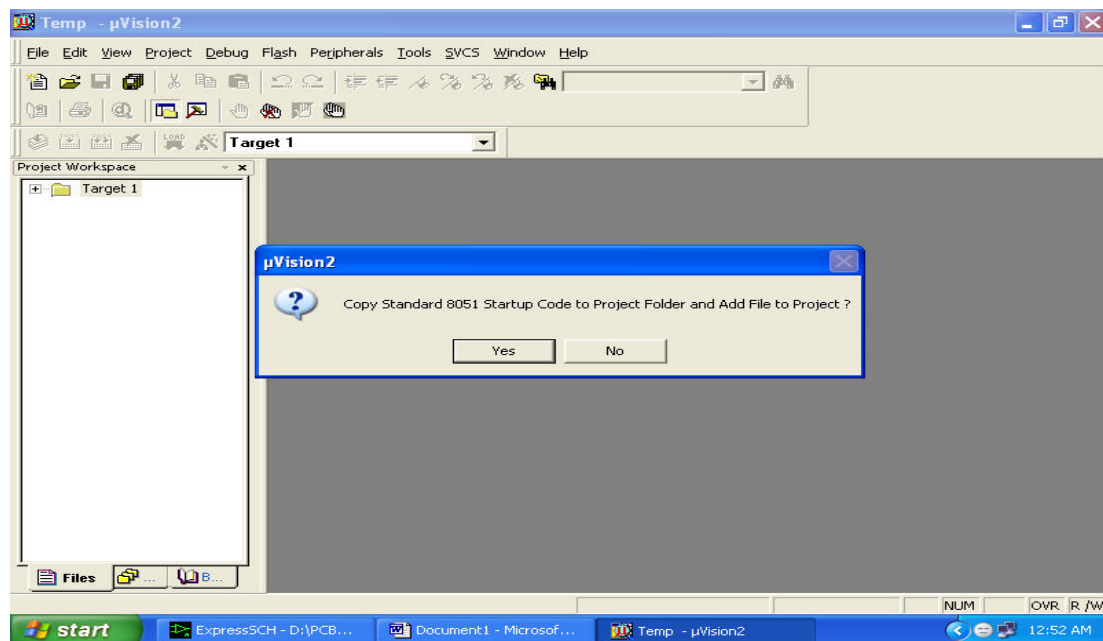 Temp - µVision2
File Edit View Project Debug Flash Peripherals Tools SVCS Window Help
LOAD
Target 1
Project Workspace
Target 1
µVision2
Copy Standard 8051 Startup Code to Project Folder and Add File to Project ?
Yes No
Files ... B...
NUM OVR R /W
start ExpressSCH - D:\PCB... Document1 - Microsof... Temp - µVision2 12:52 AM